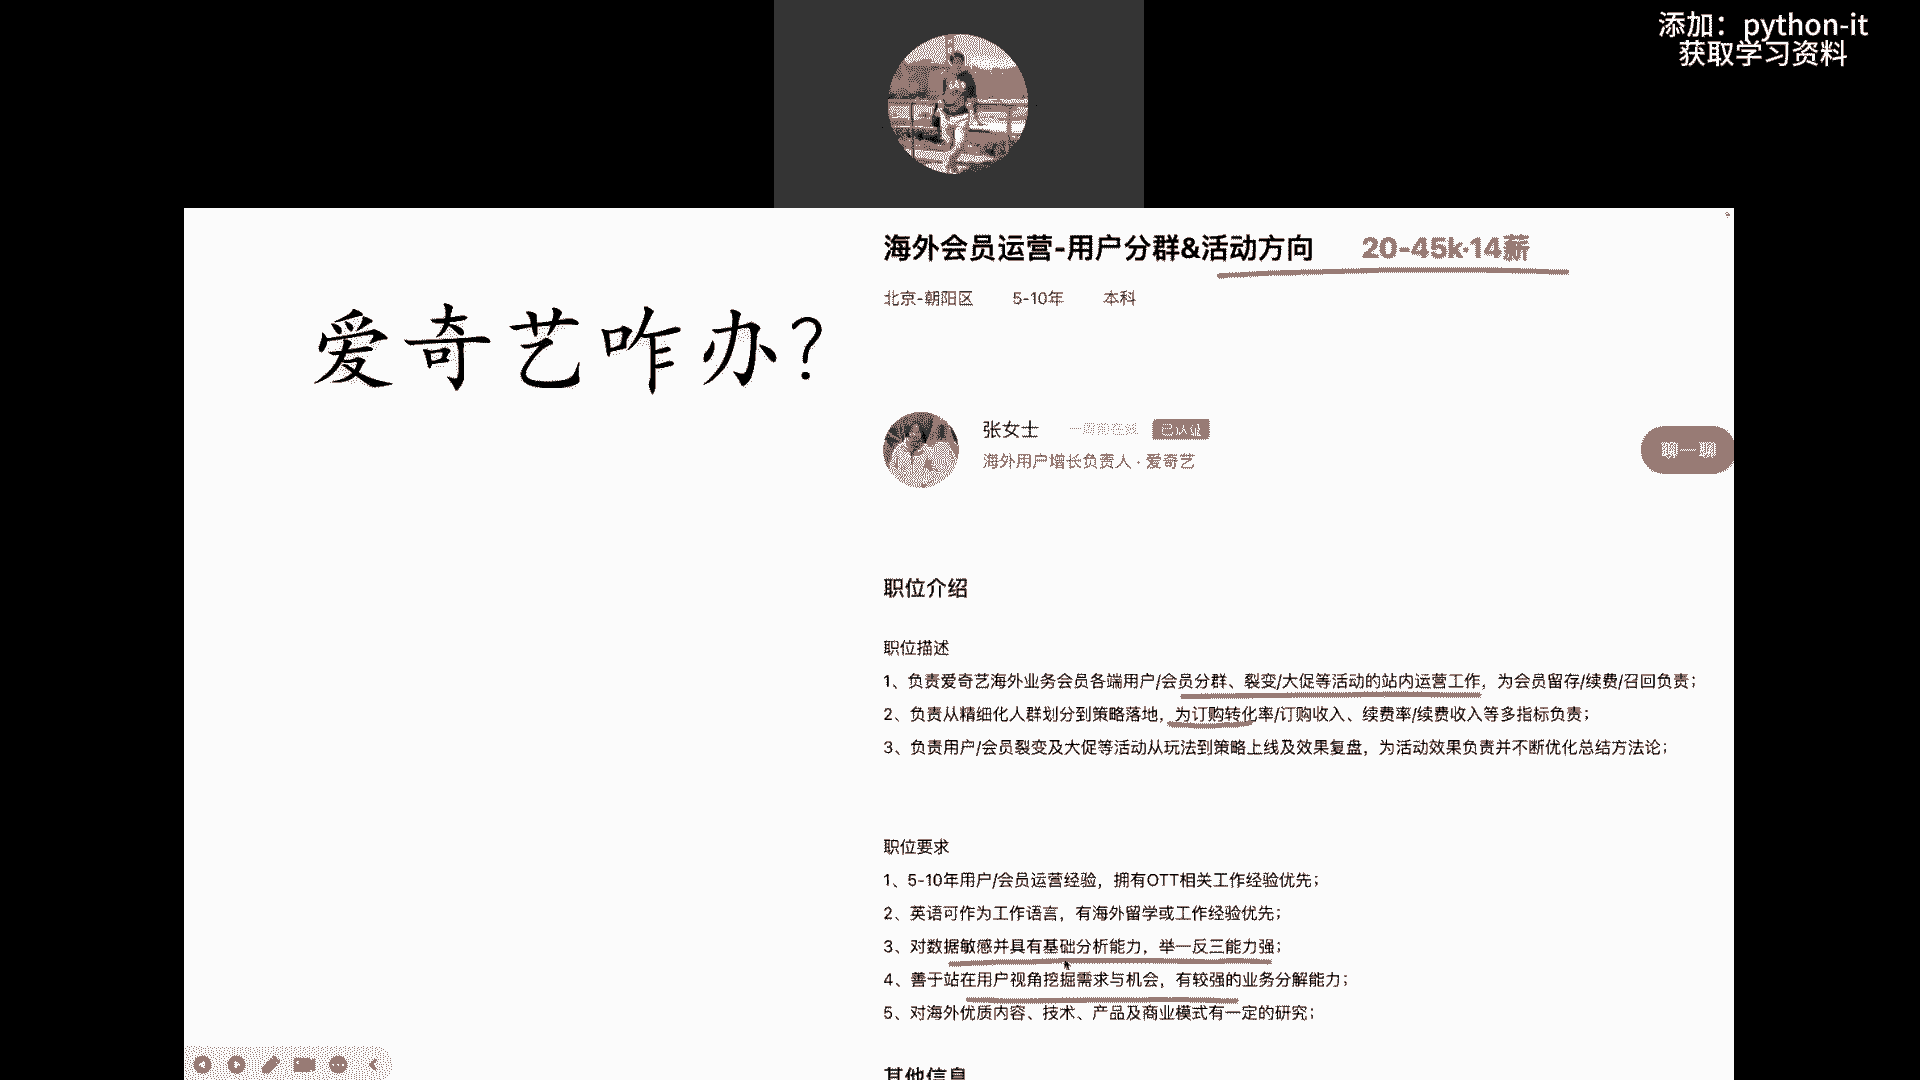 添加：python-it
获取学习资料
爱奇艺咋办？
海外会员运营-用户分群&活动方向 20-45k·14薪
北京-朝阳区 5-10年 本科
张女士 一周前在线 已认证
海外用户增长负责人 · 爱奇艺
聊一聊
职位介绍
职位描述
1、负责爱奇艺海外业务会员各端用户/会员分群、裂变/大促等活动的站内运营工作，为会员留存/续费/召回负责；
2、负责从精细化人群划分到策略落地，为订购转化率/订购收入、续费率/续费收入等多指标负责；
3、负责用户/会员裂变及大促等活动从玩法到策略上线及效果复盘，为活动效果负责并不断优化总结方法论；
职位要求
1、5-10年用户/会员运营经验，拥有OTT相关工作经验优先；
2、英语可作为工作语言，有海外留学或工作经验优先；
3、对数据敏感并具有基础分析能力，举一反三能力强；
4、善于站在用户视角挖掘需求与机会，有较强的业务分解能力；
5、对海外优质内容、技术、产品及商业模式有一定的研究；
其他信息